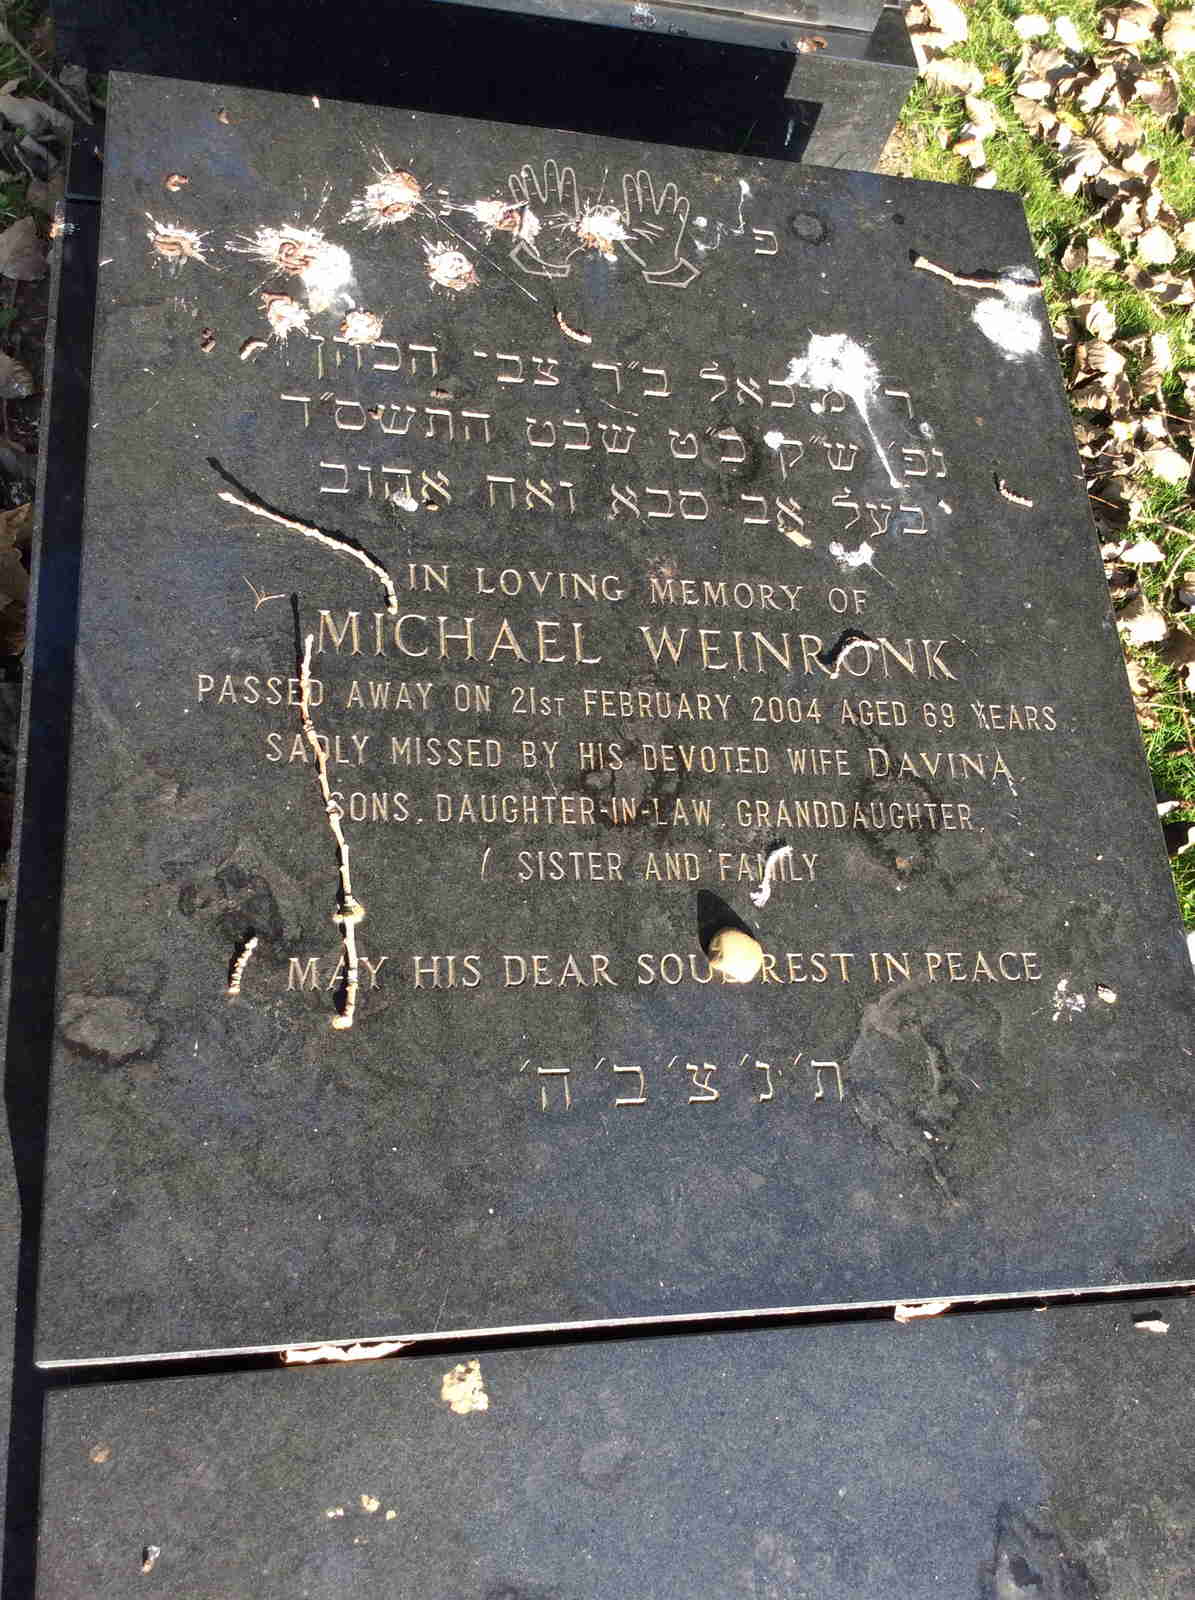 פ״נ
ר׳ מיכאל ב״ר צבי הכהן
נפ׳ ש״ק כ״ט שבט התשס״ד
בעל אב סבא ואח אהוב
IN LOVING MEMORY OF
MICHAEL WEINRONK
PASSED AWAY ON 21ST FEBRUARY 2004 AGED 69 YEARS
SADLY MISSED BY HIS DEVOTED WIFE DAVINA,
SONS, DAUGHTER-IN-LAW, GRANDDAUGHTER,
SISTER AND FAMILY
MAY HIS DEAR SOUL REST IN PEACE
ת׳ נ׳ צ׳ ב׳ ה׳